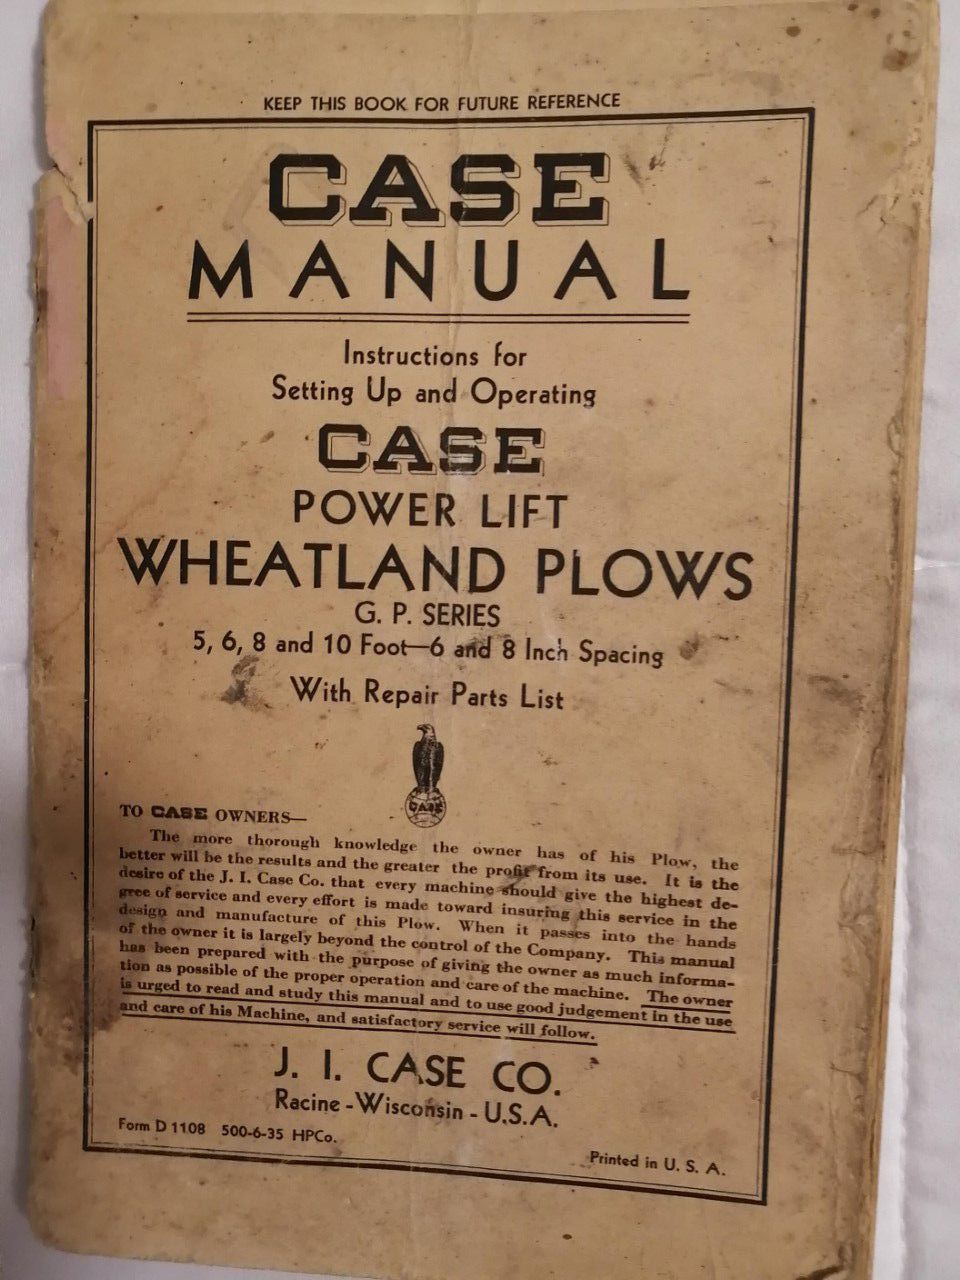 KEEP THIS BOOK FOR FUTURE REFERENCE
CASE
MANUAL
Instructions for
Setting Up and Operating
CASE
POWER LIFT
WHEATLAND PLOWS
G. P. SERIES
5, 6, 8 and 10 Foot—6 and 8 Inch Spacing
With Repair Parts List
CASE
TO CASE OWNERS—
The more thorough knowledge the owner has of his Plow, the
better will be the results and the greater the profit from its use. It is the
desire of the J. I. Case Co. that every machine should give the highest de-
gree of service and every effort is made toward insuring this service in the
design and manufacture of this Plow. When it passes into the hands
of the owner it is largely beyond the control of the Company. This manual
has been prepared with the purpose of giving the owner as much informa-
tion as possible of the proper operation and care of the machine. The owner
is urged to read and study this manual and to use good judgement in the use
and care of his Machine, and satisfactory service will follow.
J. I. CASE CO.
Racine - Wisconsin - U.S.A.
Form D 1108 500-6-35 HPCo.
Printed in U. S. A.